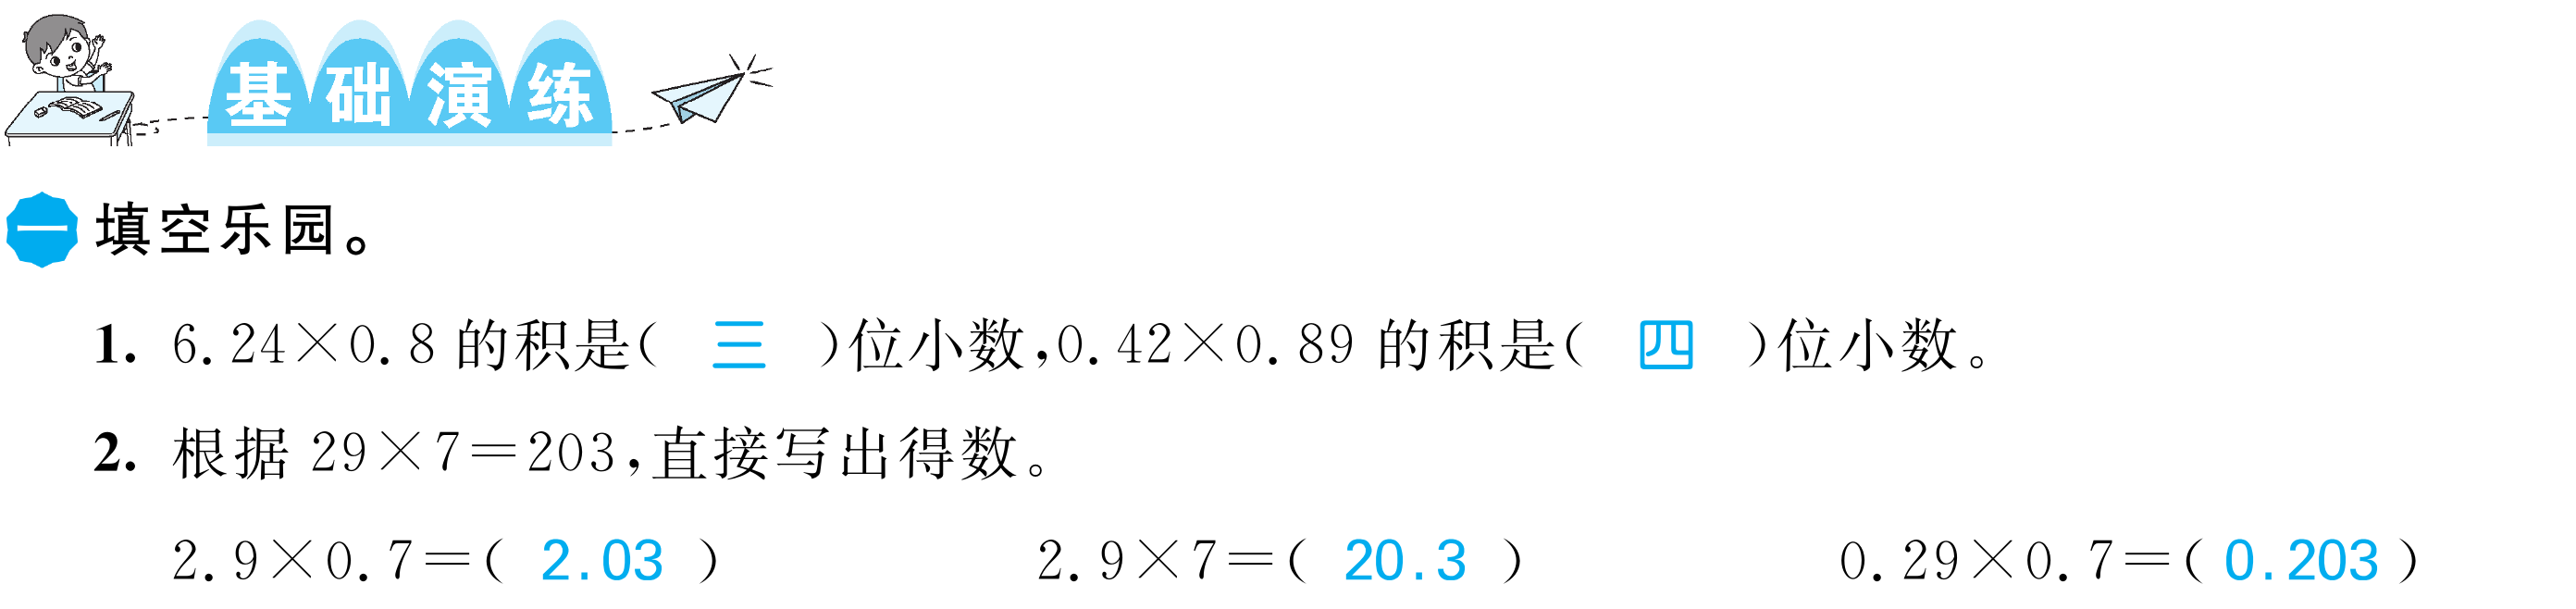 基础演练
一 填空乐园。
1. 6.24×0.8 的积是( 三 )位小数,0.42×0.89 的积是( 四 )位小数。
2. 根据 29×7=203,直接写出得数。
2.9×0.7=( 2.03 ) 2.9×7=( 20.3 ) 0.29×0.7=( 0.203 )